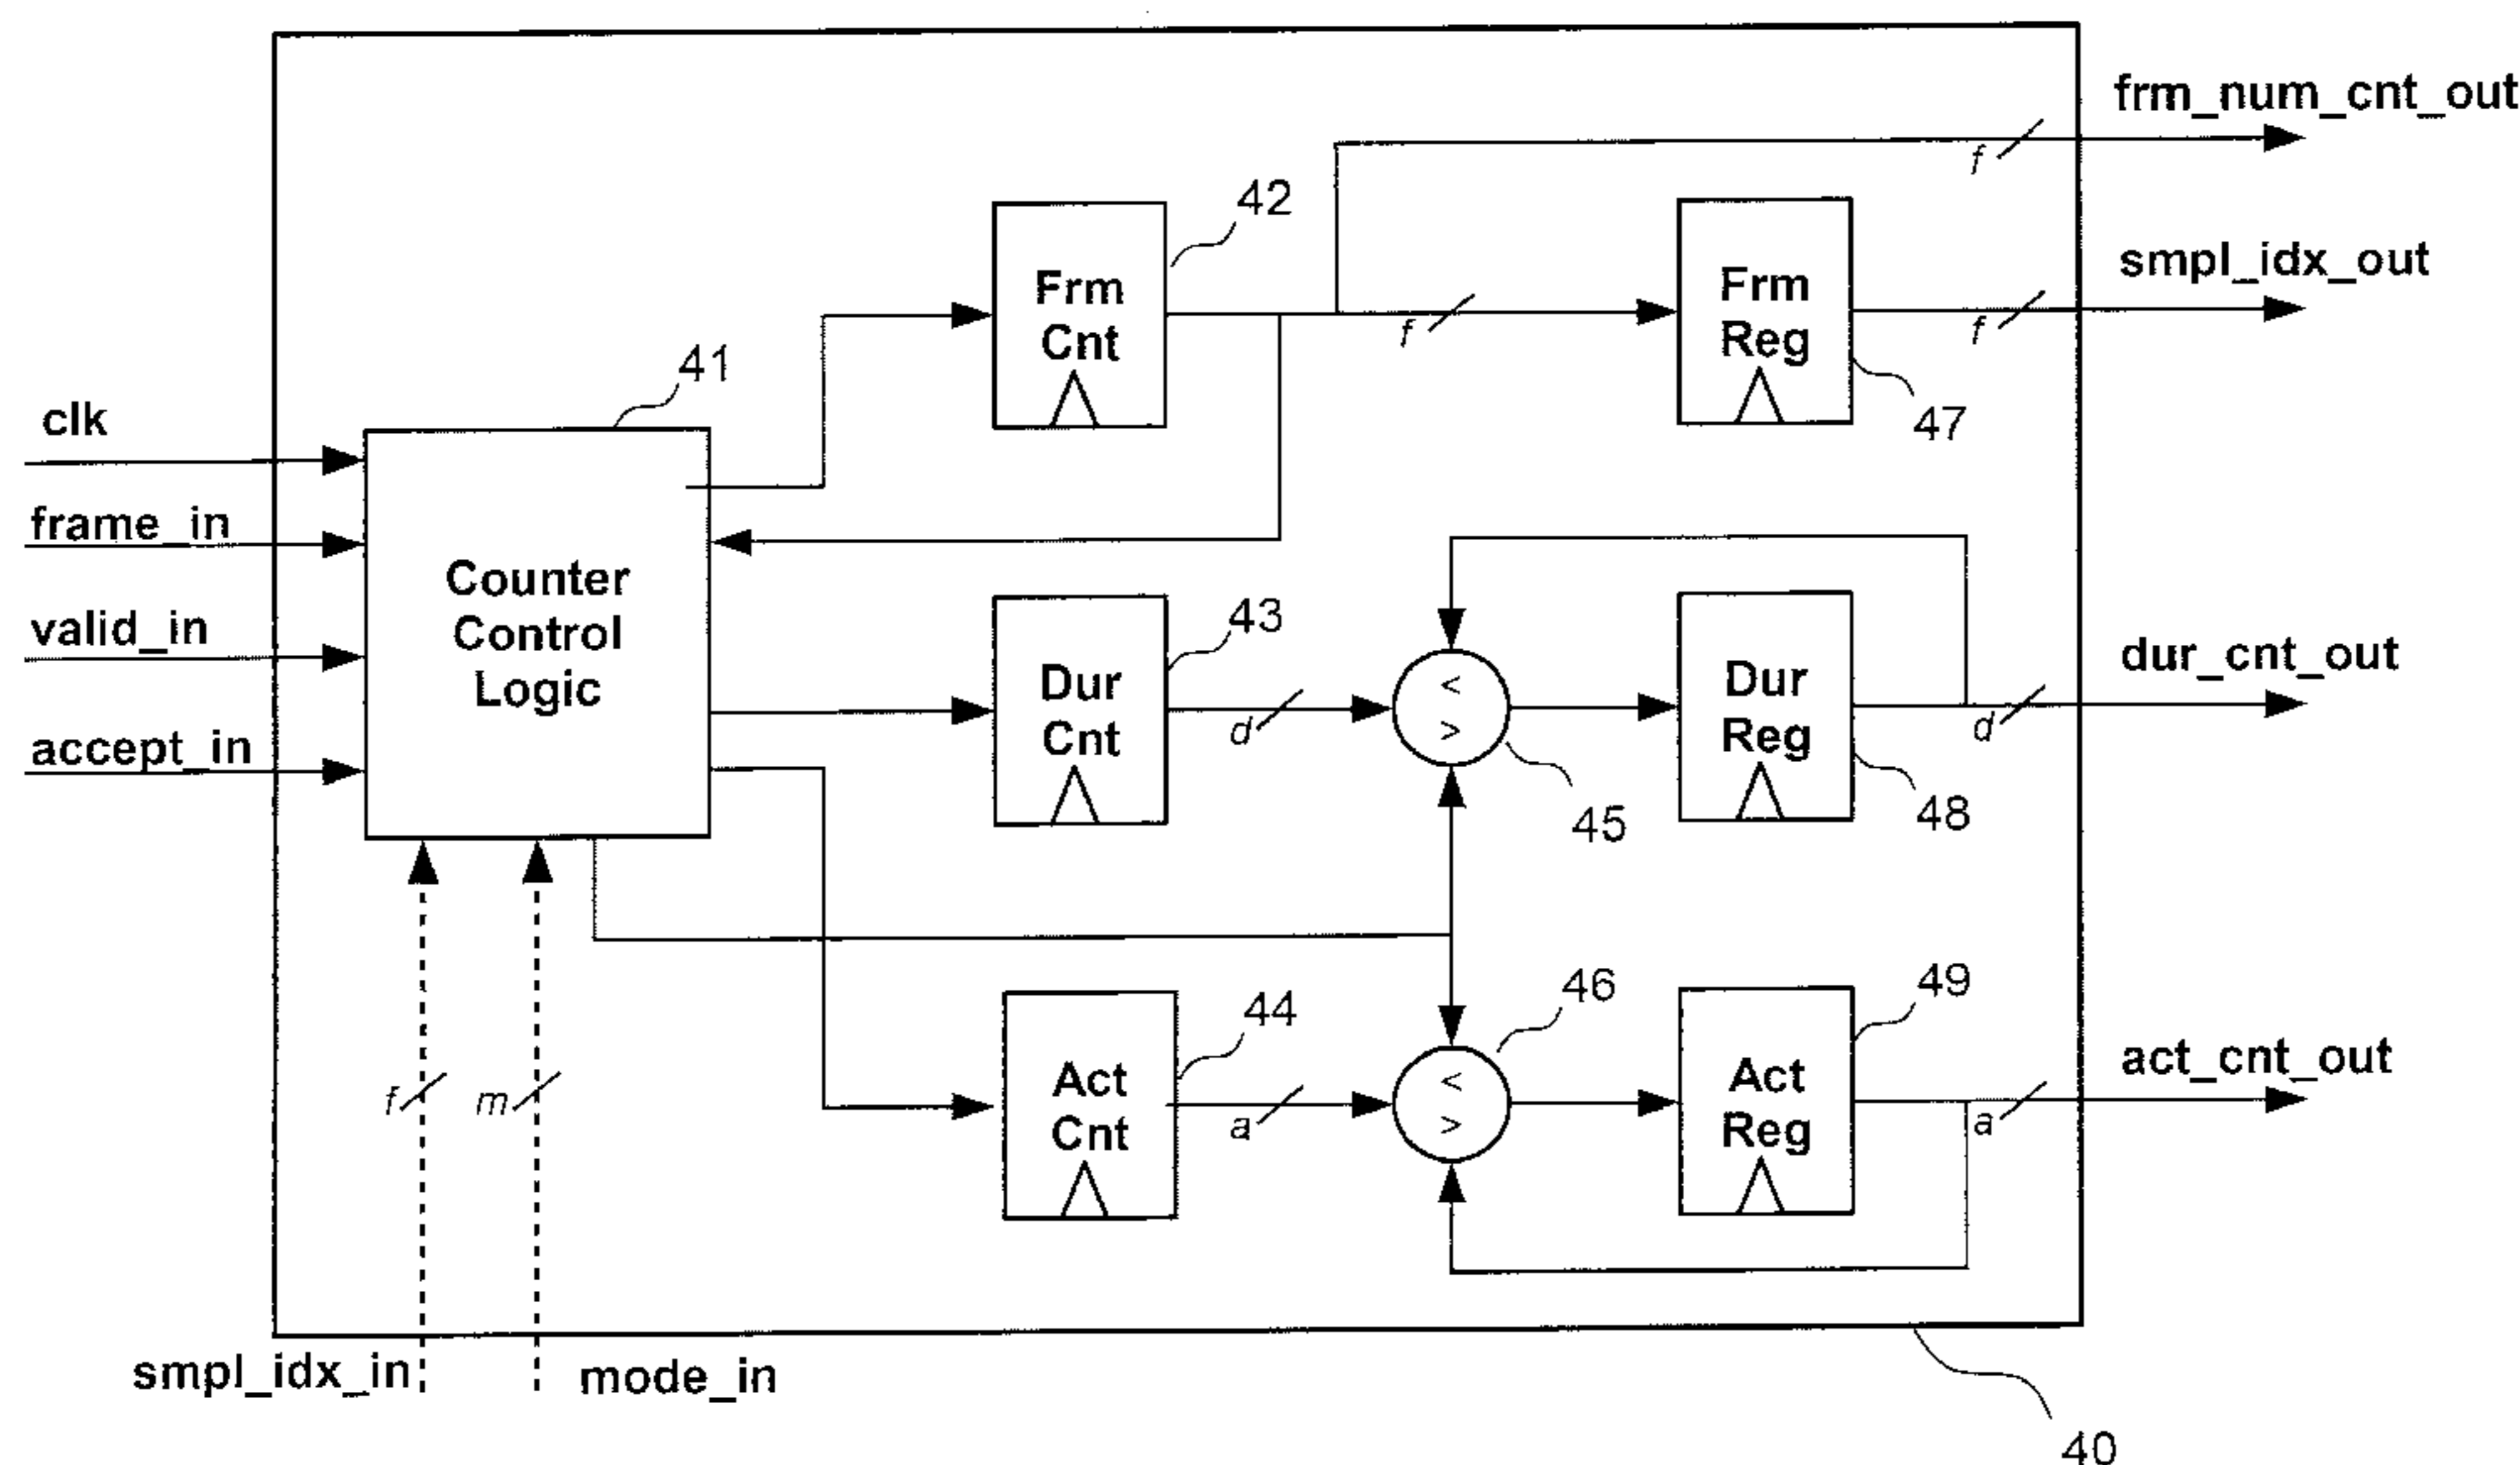 frm_num_cnt_out
f
42
smpl_idx_out
Frm
Cnt
f
Frm
Reg
f
47
41
clk
frame_in
valid_in
accept_in
Counter
Control
Logic
43
Dur
Cnt
d
<
>
45
Dur
Reg
d
48
dur_cnt_out
44
Act
Cnt
a
46
<
>
49
Act
Reg
a
act_cnt_out
f
m
smpl_idx_in
mode_in
40